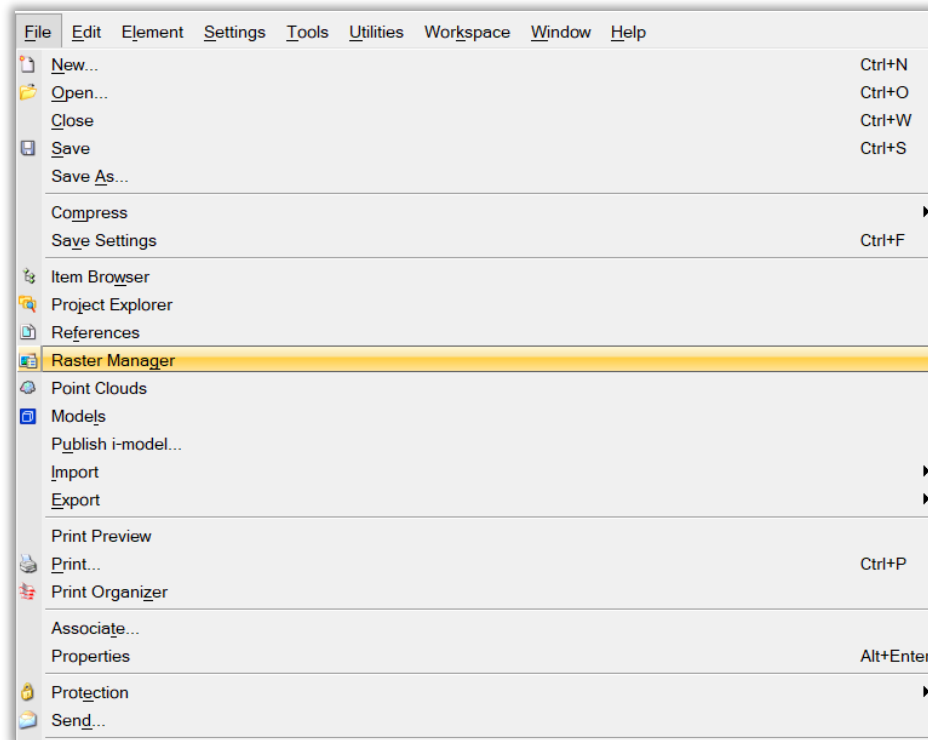 File Edit Element Settings Tools Utilities Workspace Window Help
New... Ctrl+N
Open... Ctrl+O
Close Ctrl+W
Save Ctrl+S
Save As...
Compress
Save Settings Ctrl+F
Item Browser
Project Explorer
References
Raster Manager
Point Clouds
Models
Publish i-model...
Import
Export
Print Preview
Print... Ctrl+P
Print Organizer
Associate...
Properties Alt+Enter
Protection
Send...